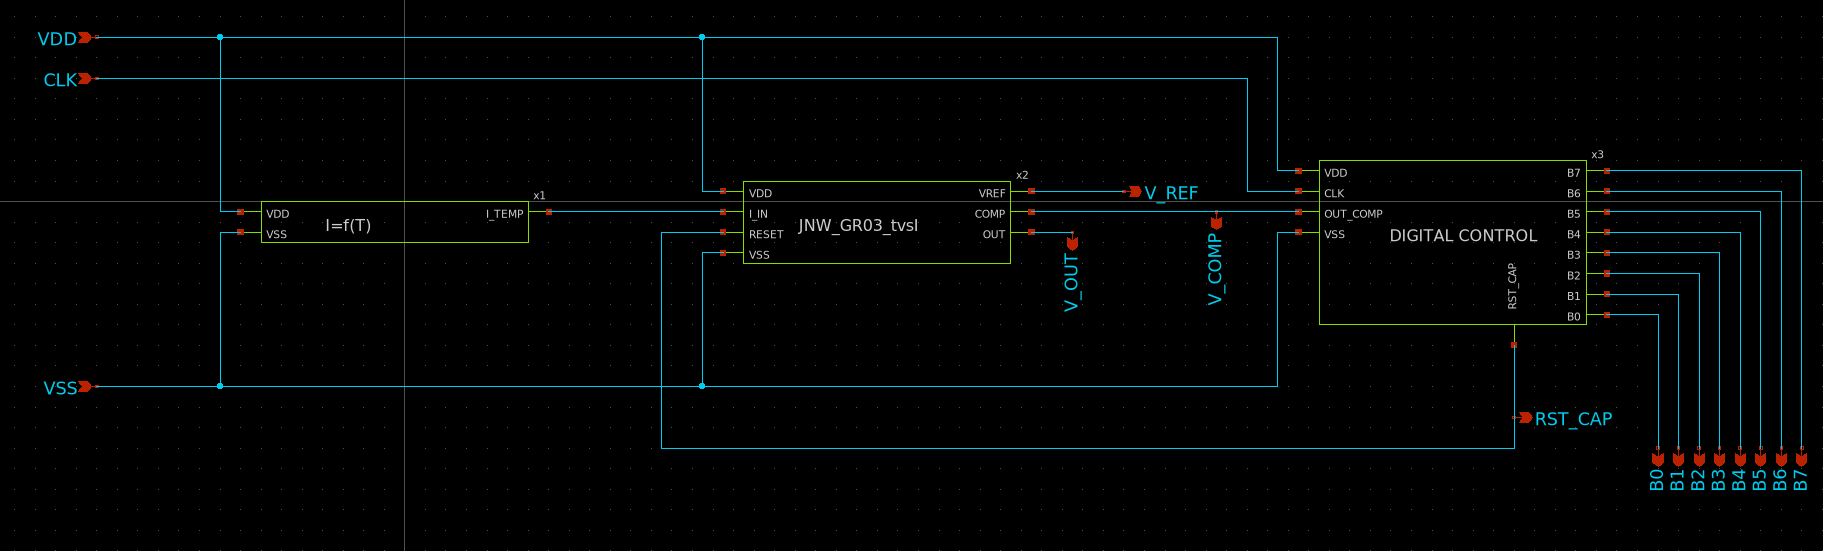 VDD
CLK
VSS
x1
VDD
VSS
I=f(T)
I_TEMP
x2
VDD
I_IN
RESET
VSS
JNW_GR03_tvsl
VREF
COMP
OUT
V_REF
V_OUT
V_COMP
x3
VDD
CLK
OUT_COMP
VSS
DIGITAL CONTROL
RST_CAP
B7
B6
B5
B4
B3
B2
B1
B0
RST_CAP
B0
B1
B2
B3
B4
B5
B6
B7